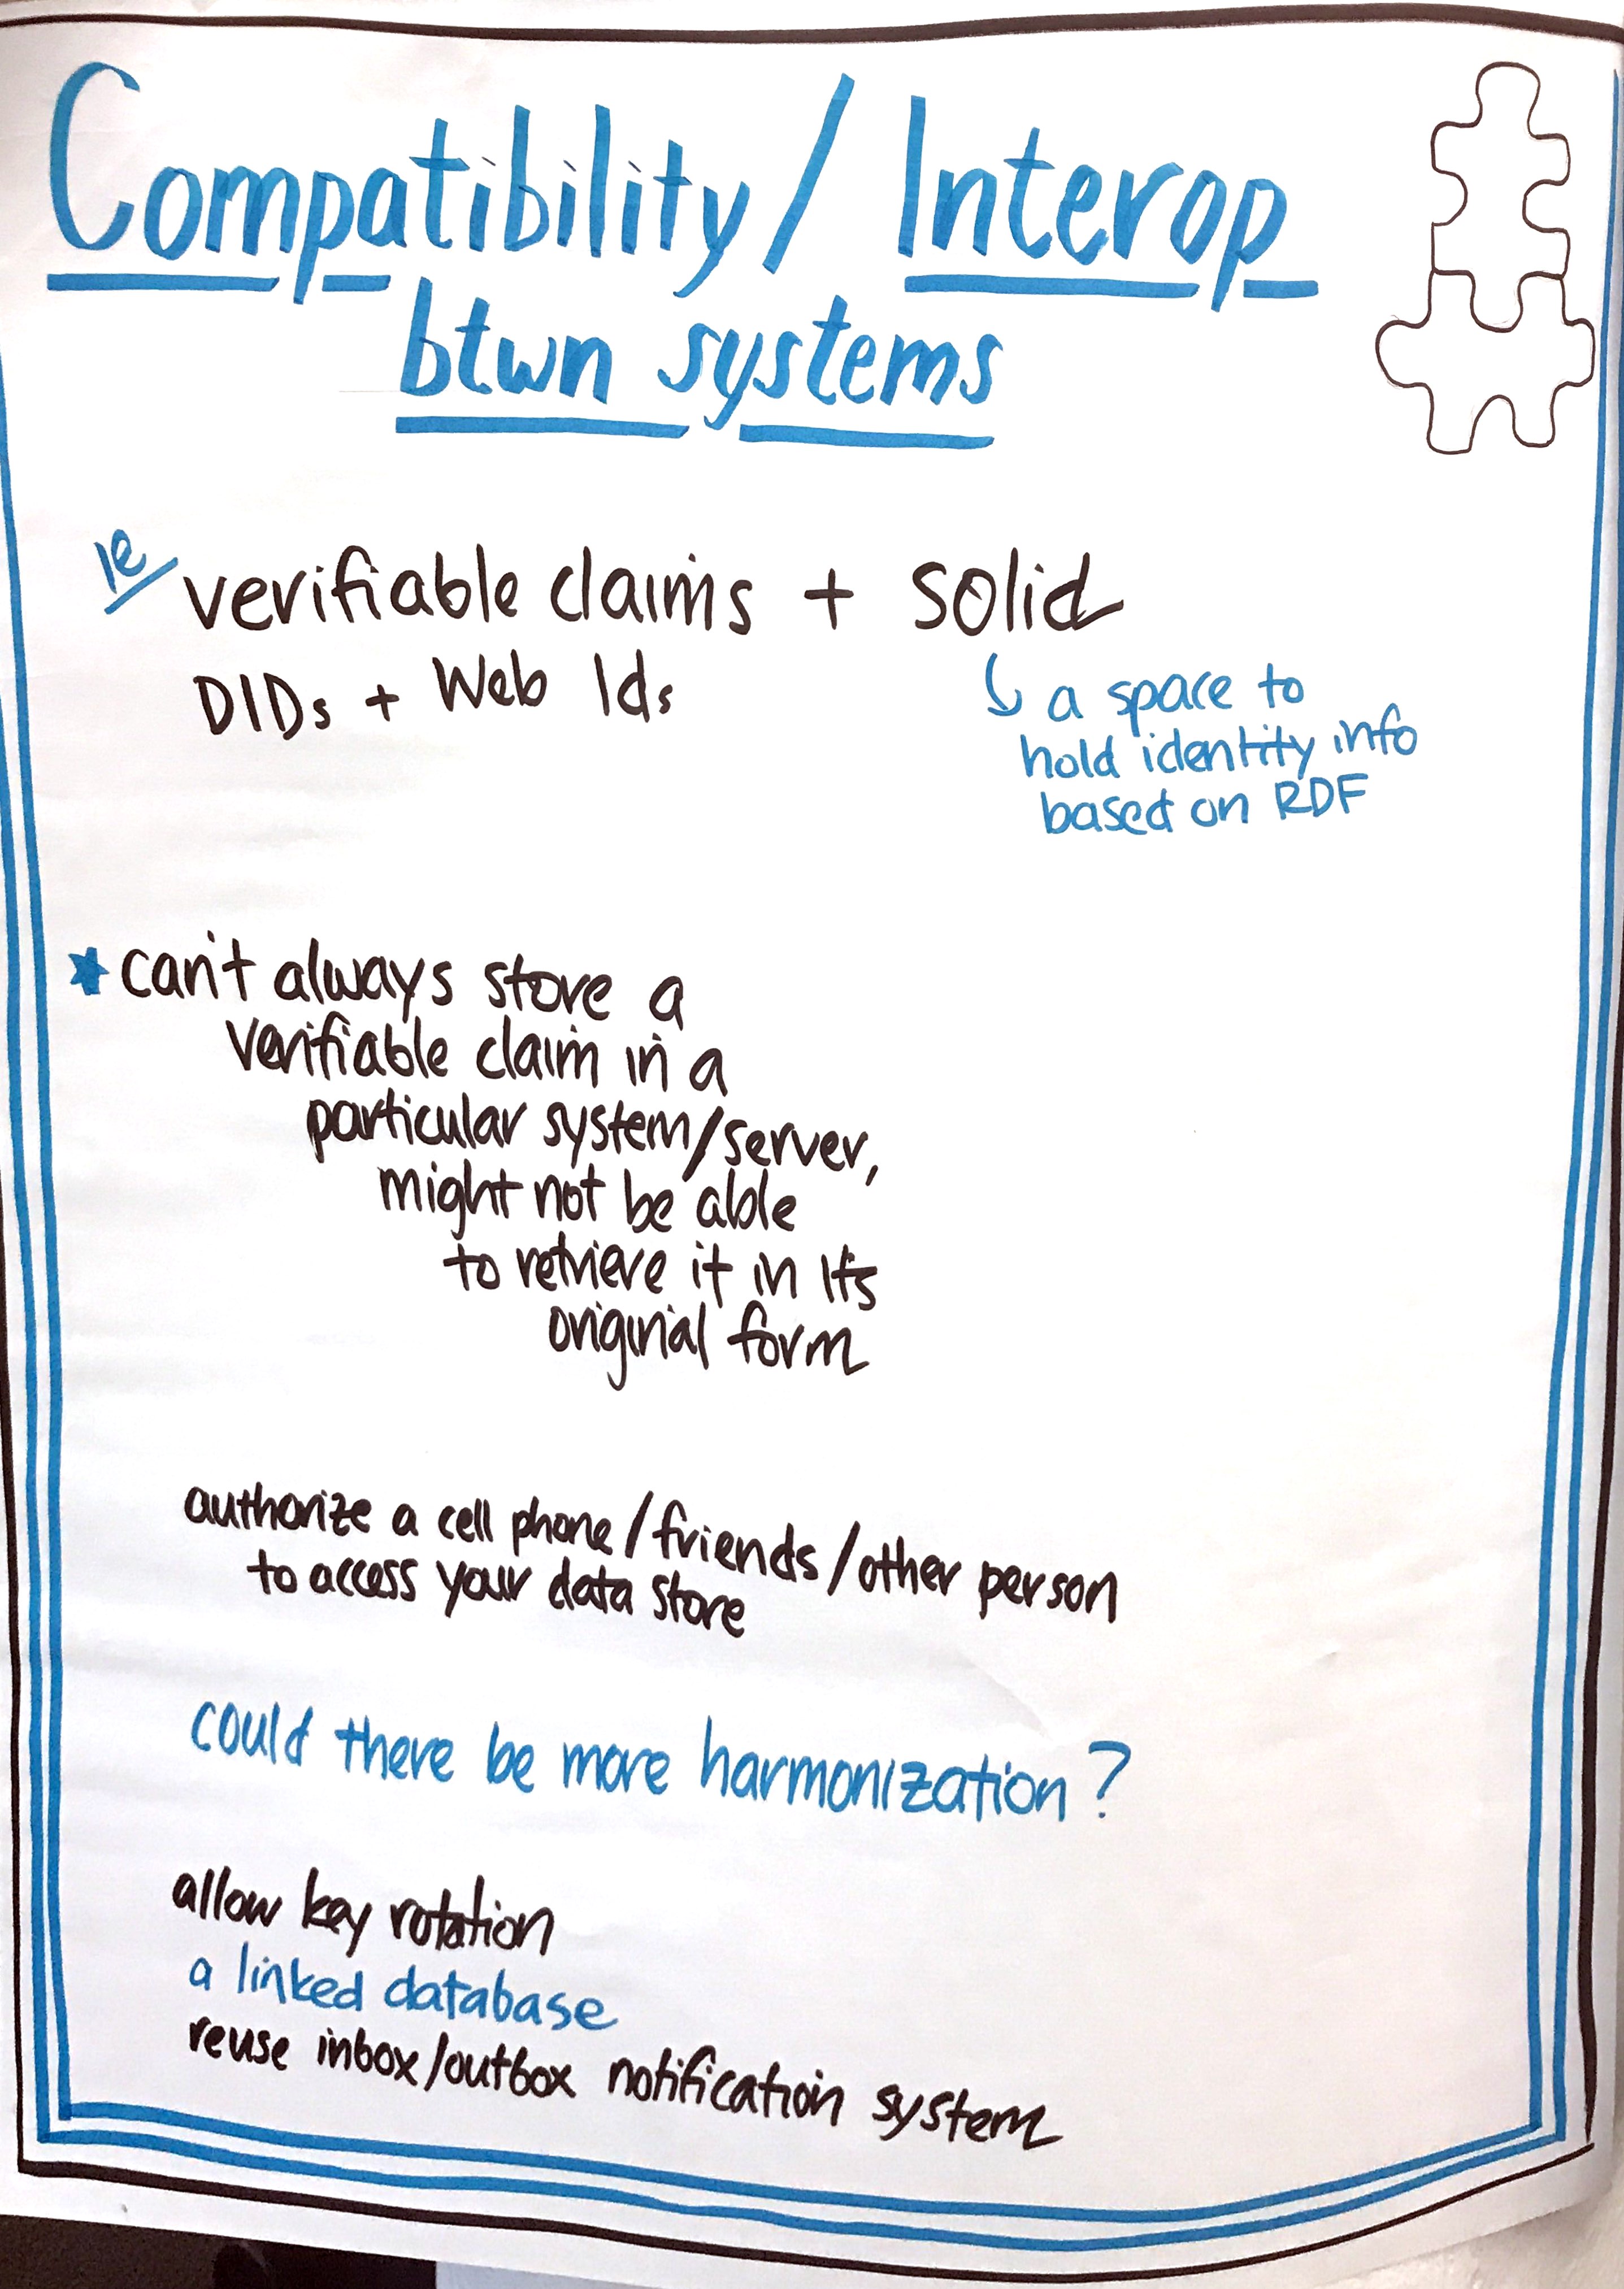 Compatibility/Interop
btwn systems
ie verifiable claims + solid
DIDs + Web Ids
a space to
hold identity info
based on RDF
★ can't always store a
verifiable claim in a
particular system/server,
might not be able
to retrieve it in its
original form
authorize a cell phone/friends/other person
to access your data store
could there be more harmonization?
allow key rotation
a linked database
reuse inbox/outbox notification system